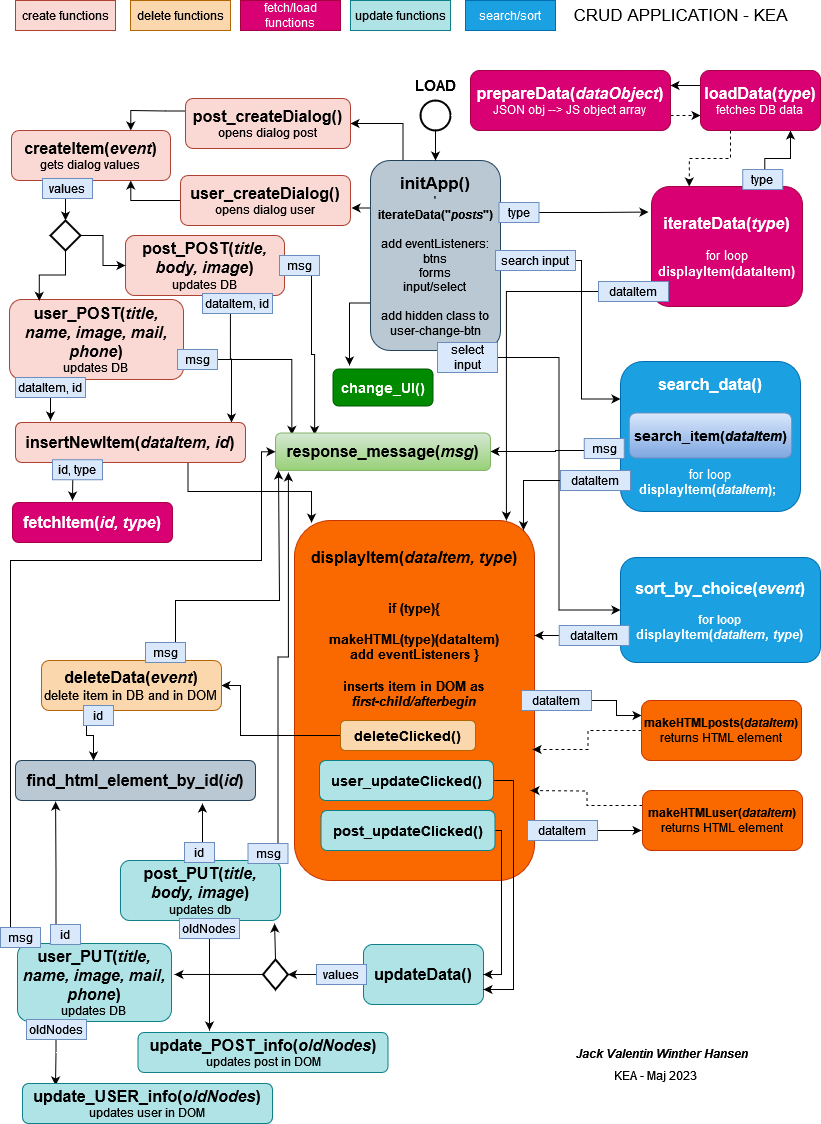 create functions
delete functions
fetch/load
functions
update functions
search/sort
CRUD APPLICATION - KEA
LOAD
prepareData(dataObject)
JSON obj --> JS object array
loadData(type)
fetches DB data
post_createDialog()
opens dialog post
createItem(event)
gets dialog values
values
user_createDialog()
opens dialog user
initApp()
iterateData("posts")
add eventListeners:
btns
forms
input/select
add hidden class to
user-change-btn
type
type
iterateData(type)
for loop
displayItem(dataItem)
search input
dataItem
select
input
post_POST(title,
body, image)
updates DB
msg
dataItem, id
user_POST(title,
name, image, mail,
phone)
updates DB
msg
dataItem, id
change_UI()
search_data()
search_item(dataItem)
for loop
displayItem(dataItem);
msg
dataItem
insertNewItem(dataItem, id)
id, type
fetchItem(id, type)
response_message(msg)
displayItem(dataItem, type)
if (type){
makeHTML(type)(dataItem)
add eventListeners }
inserts item in DOM as
first-child/afterbegin
deleteClicked()
user_updateClicked()
post_updateClicked()
sort_by_choice(event)
for loop
displayItem(dataItem, type)
dataItem
dataItem
makeHTMLposts(dataItem)
returns HTML element
makeHTMLuser(dataItem)
returns HTML element
dataItem
msg
deleteData(event)
delete item in DB and in DOM
id
find_html_element_by_id(id)
id
msg
post_PUT(title,
body, image)
updates db
oldNodes
msg
id
user_PUT(title,
name, image, mail,
phone)
updates DB
oldNodes
values
updateData()
update_POST_info(oldNodes)
updates post in DOM
update_USER_info(oldNodes)
updates user in DOM
Jack Valentin Winther Hansen
KEA - Maj 2023